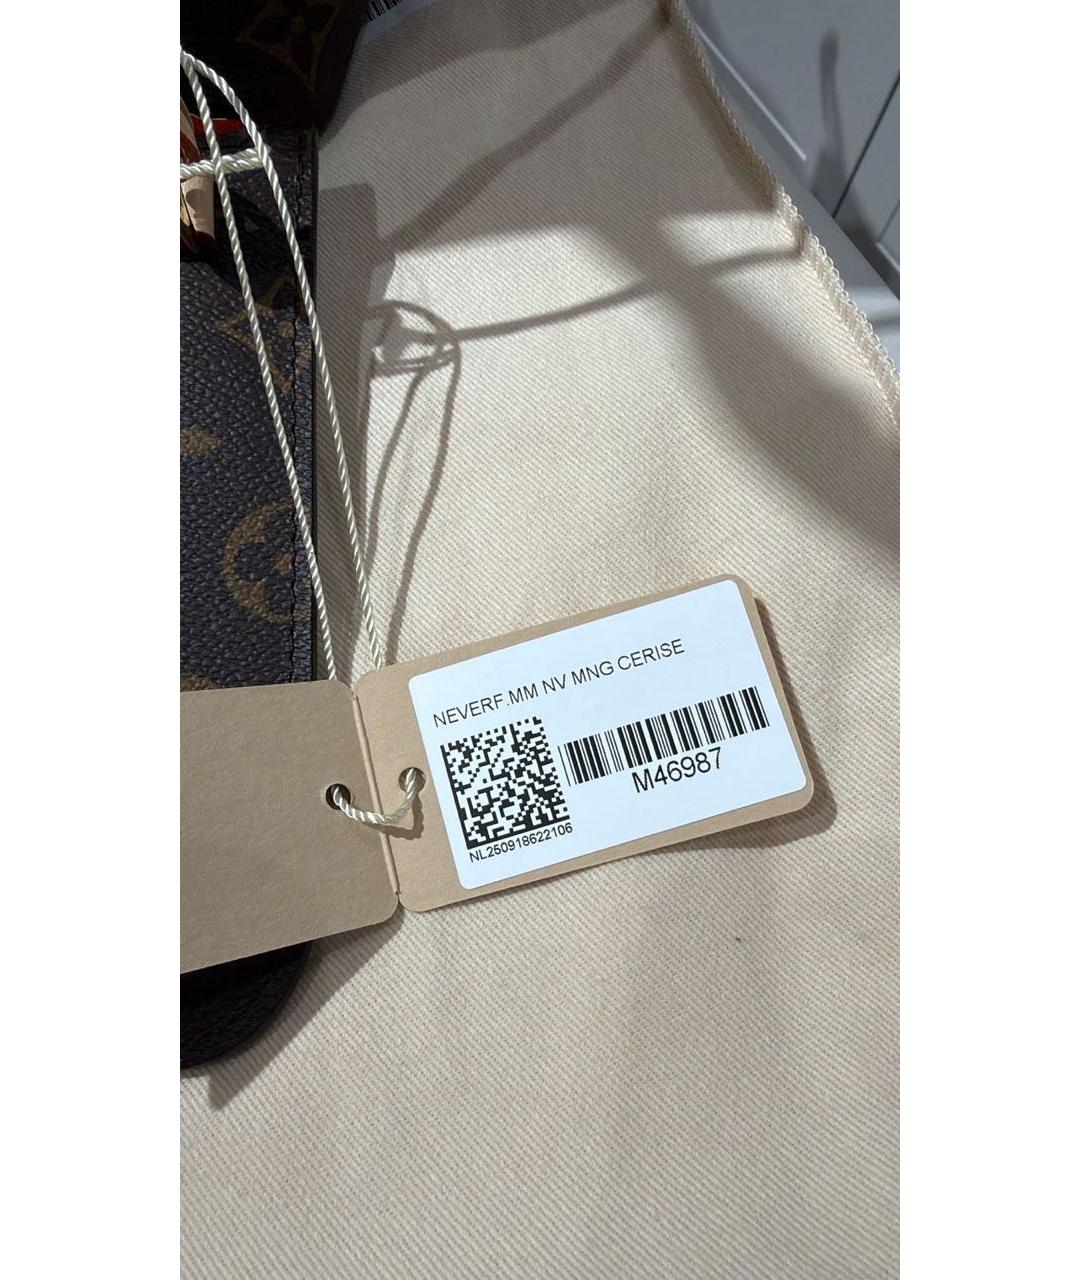 NEVERF.MM NV MNG CERISE
M46987
NL250918622106